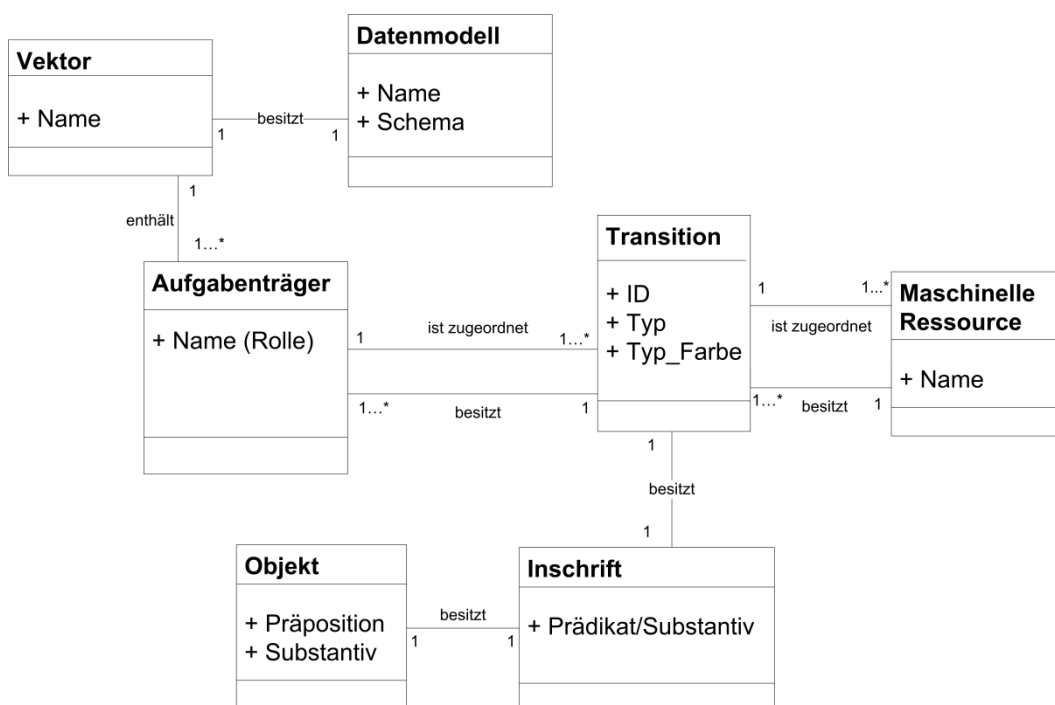 Datenmodell
+ Name
+ Schema
Vektor
+ Name
besitzt
1
1
1
enthält
1...*
Aufgabenträger
+ Name (Rolle)
Transition
+ ID
+ Typ
+ Typ_Farbe
1
ist zugeordnet
1...*
1...*
besitzt
1
1
1...*
ist zugeordnet
1...*
besitzt
1
Maschinelle
Ressource
+ Name
1
besitzt
1
Objekt
+ Präposition
+ Substantiv
besitzt
1
1
Inschrift
+ Prädikat/Substantiv